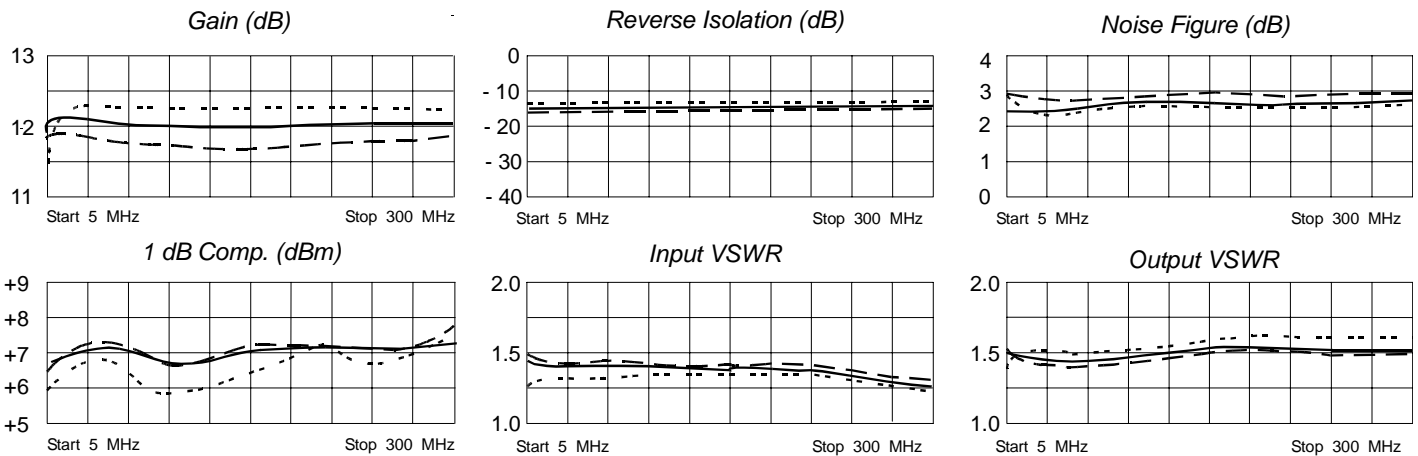 Gain (dB)
13
12
11
Start 5 MHz
Stop 300 MHz
Reverse Isolation (dB)
0
- 10
- 20
- 30
- 40
Start 5 MHz
Stop 300 MHz
Noise Figure (dB)
4
3
2
1
0
Start 5 MHz
Stop 300 MHz
1 dB Comp. (dBm)
+9
+8
+7
+6
+5
Start 5 MHz
Stop 300 MHz
Input VSWR
2.0
1.5
1.0
Start 5 MHz
Stop 300 MHz
Output VSWR
2.0
1.5
1.0
Start 5 MHz
Stop 300 MHz